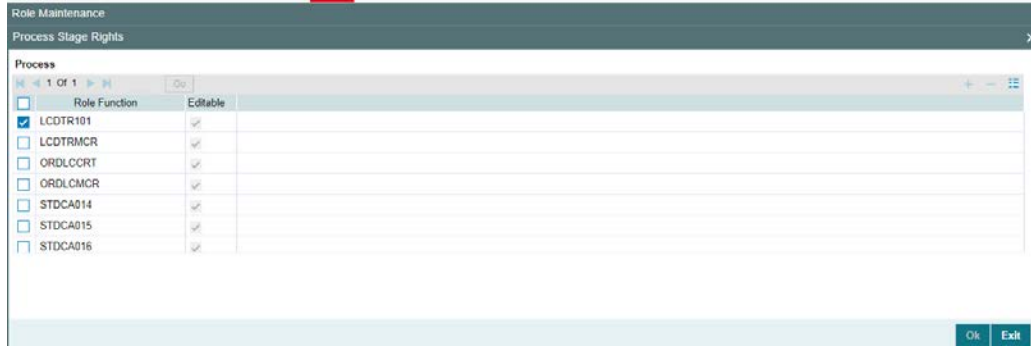 Role Maintenance
Process Stage Rights
Process
1 Of 1 Go
Role Function Editable
LCDTR101
LCDTRMCR
ORDLCCRT
ORDLCMCR
STDCA014
STDCA015
STDCA016
Ok Exit